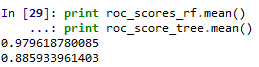 In [29]: print roc_scores_rf.mean()
...: print roc_score_tree.mean()
0.979618780085
0.885933961403